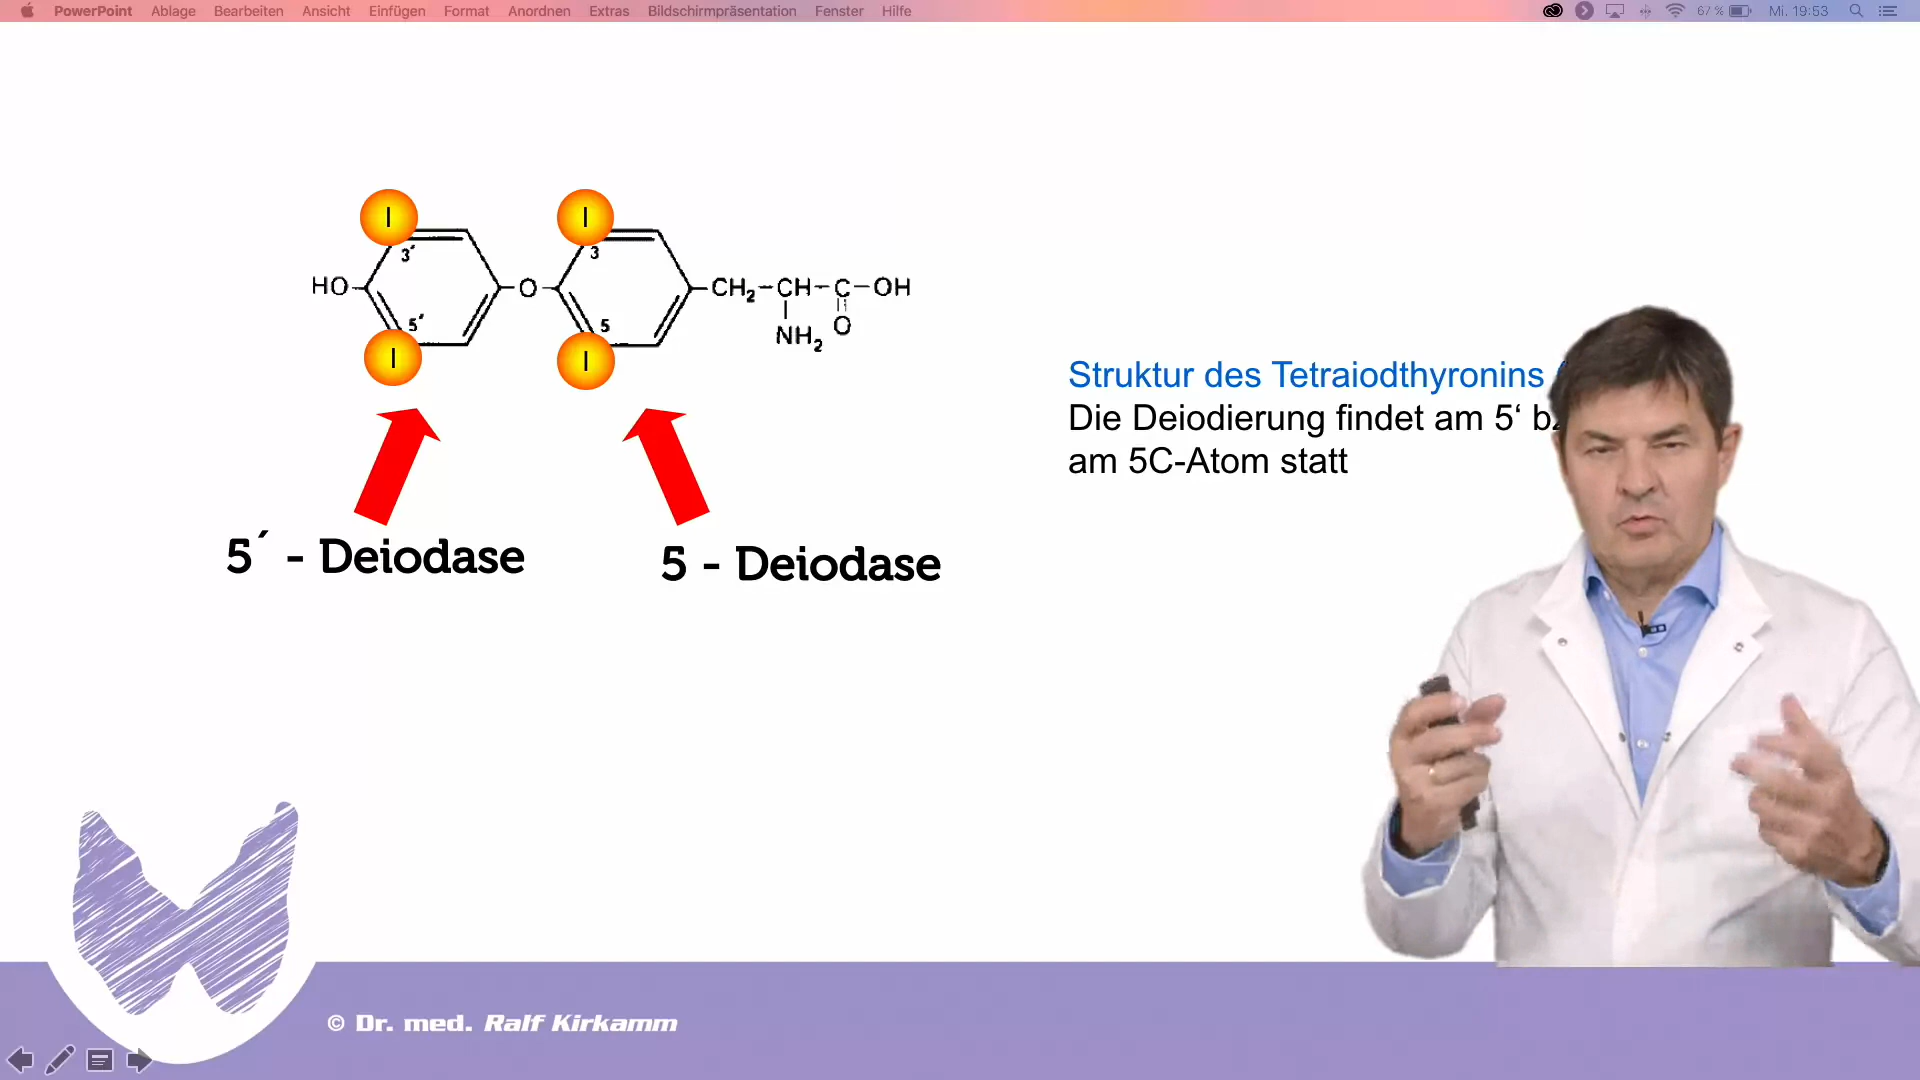 PowerPoint Ablage Bearbeiten Ansicht Einfügen Format Anordnen Extras Bildschirmpräsentation Fenster Hilfe
67 % Mi. 19:53
I I
3´ 3
HO O CH2-CH-C-OH
5´ 5
NH2 O
I I
Struktur des Tetraiodthyronins
Die Deiodierung findet am 5‘
am 5C-Atom statt
5´ - Deiodase
5 - Deiodase
© Dr. med. Ralf Kirkamm